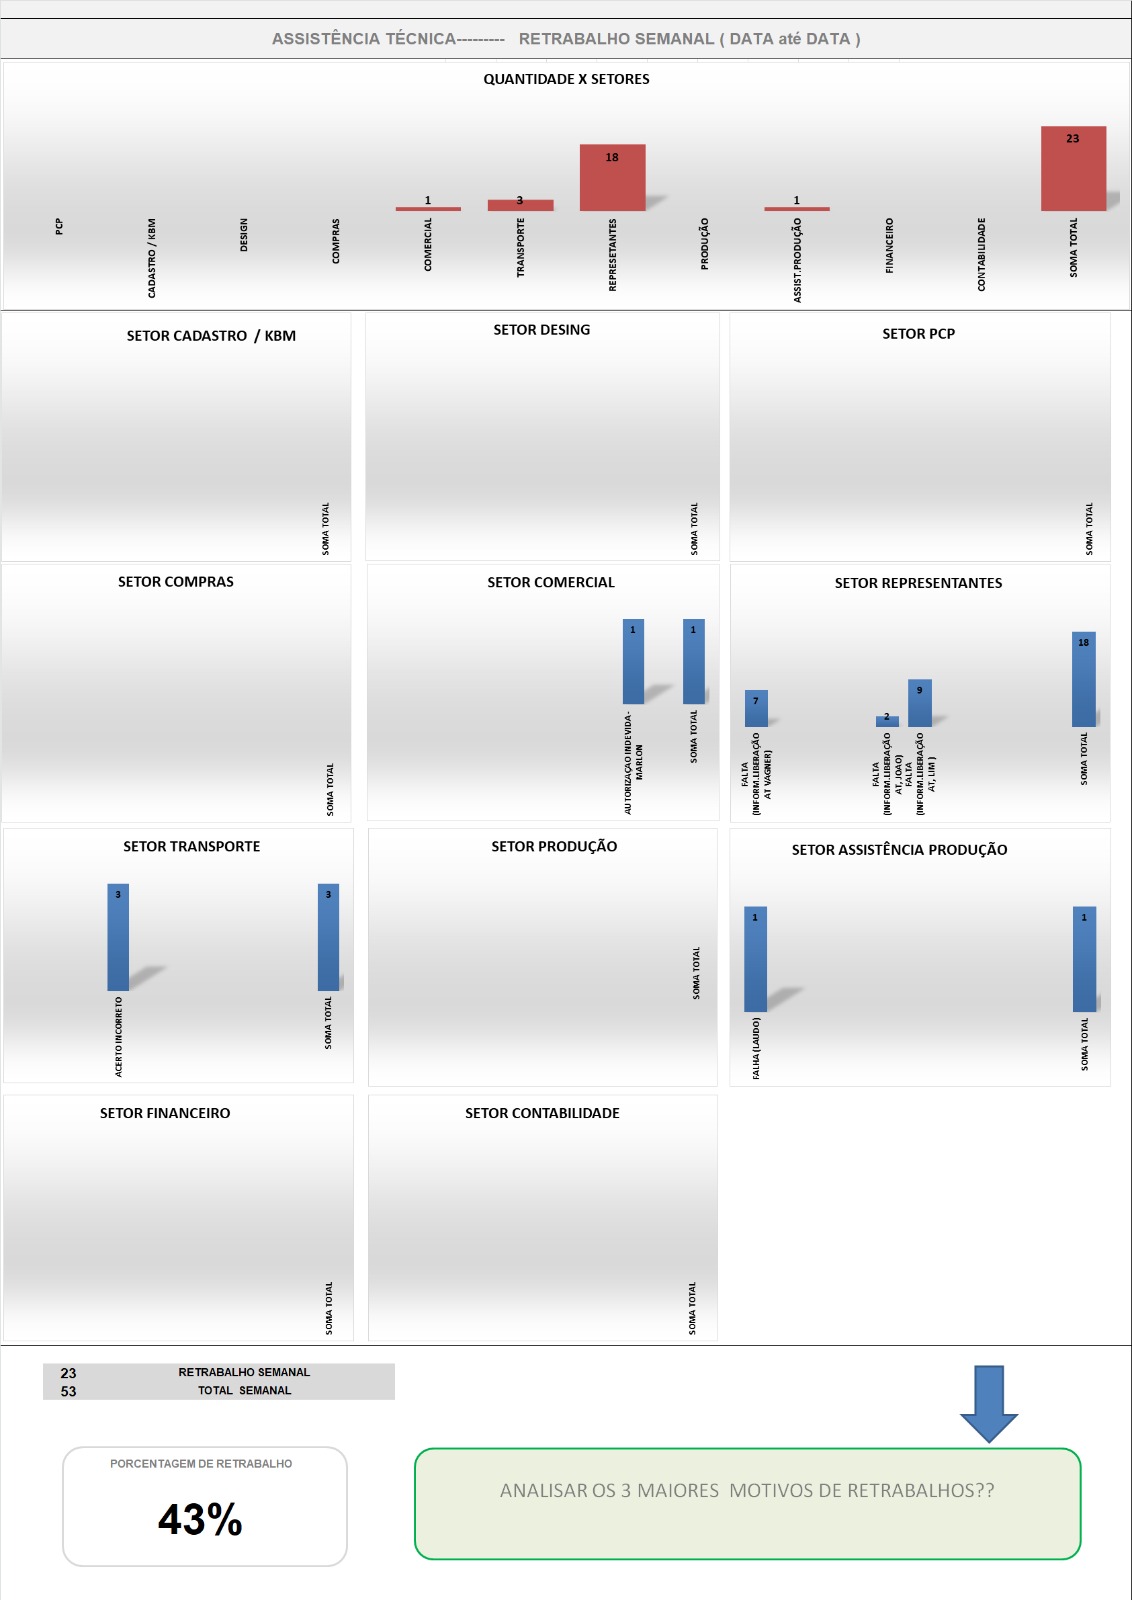 ASSISTÊNCIA TÉCNICA--------- RETRABALHO SEMANAL ( DATA até DATA )
QUANTIDADE X SETORES
1
3
18
1
23
PCP
CADASTRO / KBM
DESIGN
COMPRAS
COMERCIAL
TRANSPORTE
REPRESETANTES
PRODUÇÃO
ASSIST.PRODUÇÃO
FINANCEIRO
CONTABILIDADE
SOMA TOTAL
SETOR CADASTRO / KBM
SOMA TOTAL
SETOR DESING
SOMA TOTAL
SETOR PCP
SOMA TOTAL
SETOR COMPRAS
SOMA TOTAL
SETOR COMERCIAL
1
1
AUTORIZAÇAO INDEVIDA-
MARLON
SOMA TOTAL
SETOR REPRESENTANTES
7
2
9
18
FALTA
(INFORM.LIBERAÇÃO
AT VAGNER)
FALTA
(INFORM.LIBERAÇÃO
AT, JOAO)
FALTA
(INFORM.LIBERAÇÃO
AT, LIM )
SOMA TOTAL
SETOR TRANSPORTE
3
3
ACERTO INCORRETO
SOMA TOTAL
SETOR PRODUÇÃO
SOMA TOTAL
SETOR ASSISTÊNCIA PRODUÇÃO
1
1
FALHA (LAUDO)
SOMA TOTAL
SETOR FINANCEIRO
SOMA TOTAL
SETOR CONTABILIDADE
SOMA TOTAL
23 RETRABALHO SEMANAL
53 TOTAL SEMANAL
PORCENTAGEM DE RETRABALHO
43%
ANALISAR OS 3 MAIORES MOTIVOS DE RETRABALHOS??